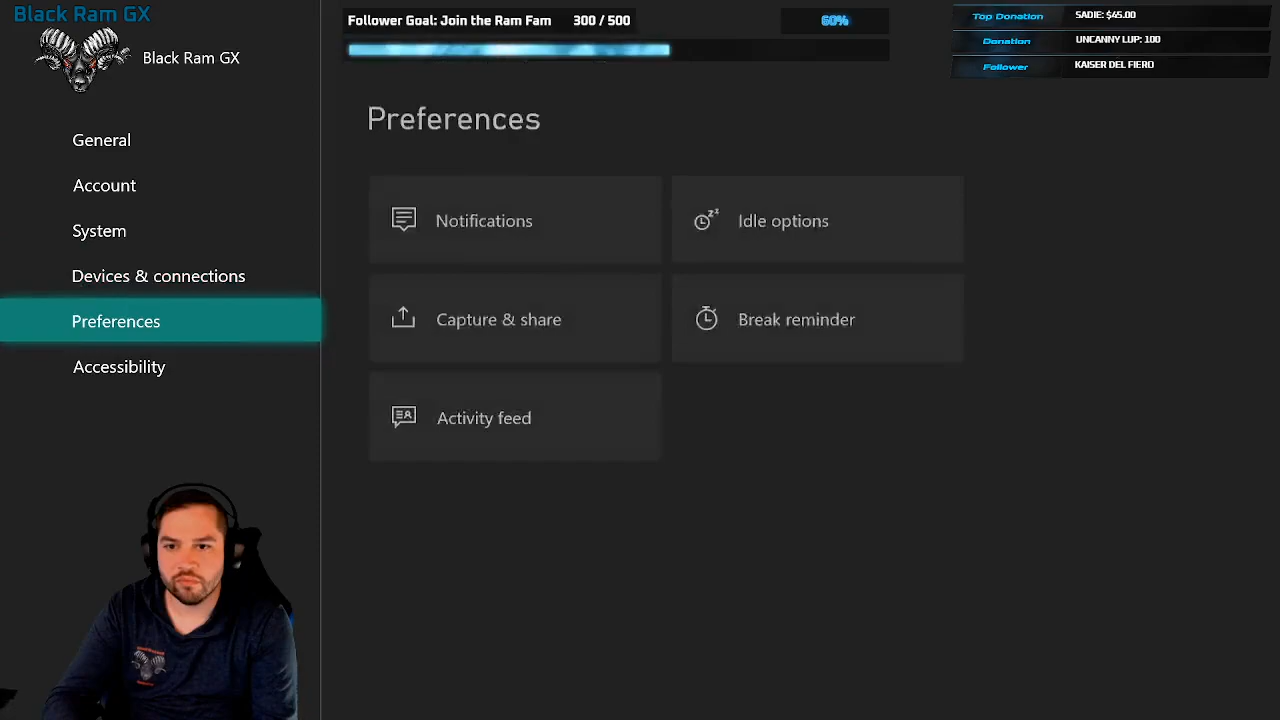 Black Ram GX
Black Ram GX
Follower Goal: Join the Ram Fam 300 / 500
60%
Top Donation SADIE: $45.00
Donation UNCANNY LUP: 100
Follower KAISER DEL FIERO
General
Account
System
Devices & connections
Preferences
Accessibility
Preferences
Notifications
Idle options
Capture & share
Break reminder
Activity feed